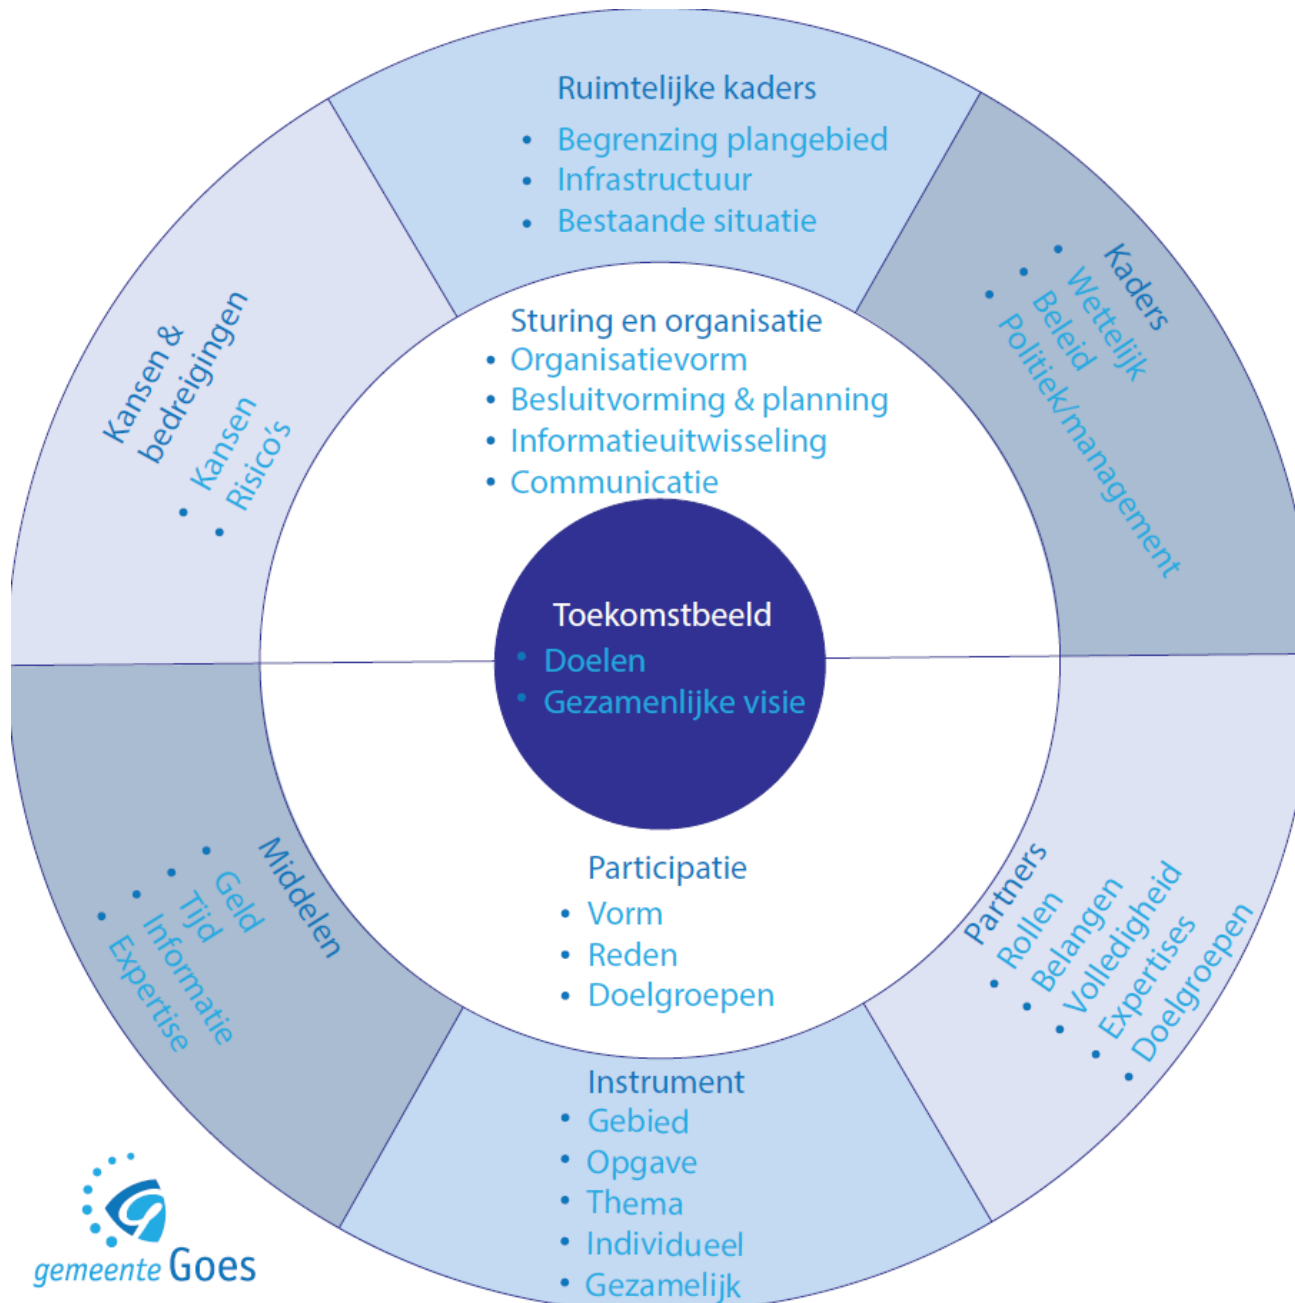 Ruimtelijke kaders
• Begrenzing plangebied
• Infrastructuur
• Bestaande situatie
Kaders
• Wettelijk
• Beleid
• Politiek/management
Kansen &
bedreigingen
• Kansen
• Risico's
Sturing en organisatie
• Organisatievorm
• Besluitvorming & planning
• Informatieuitwisseling
• Communicatie
Toekomstbeeld
• Doelen
• Gezamenlijke visie
Participatie
• Vorm
• Reden
• Doelgroepen
Middelen
• Geld
• Tijd
• Informatie
• Expertise
Partners
• Rollen
• Belangen
• Volledigheid
• Expertises
• Doelgroepen
Instrument
• Gebied
• Opgave
• Thema
• Individueel
• Gezamelijk
gemeente Goes